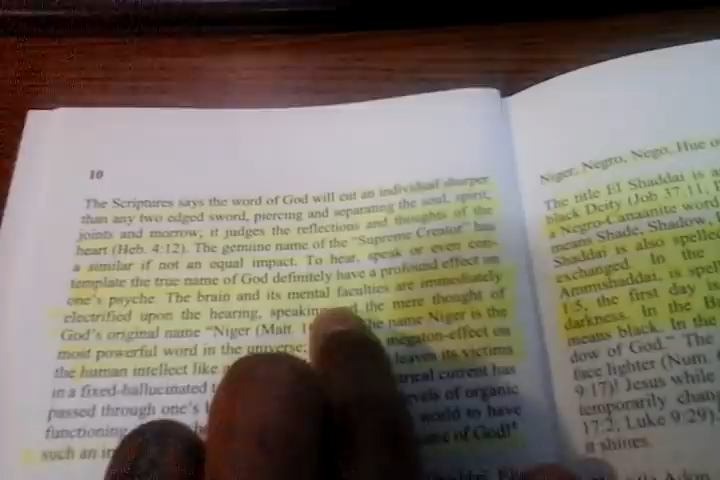 10
The Scriptures says the word of God will cut an individual sharper
than any two edged sword, piercing and separating the soul, spirit,
joints and morrow; it judges the reflections and thoughts of the
heart (Heb. 4:12). The genuine name of the "Supreme Creator" has
a similar if not an equal impact. To hear, speak or even con-
template the true name of God definitely have a profound effect on
one's psyche. The brain and its mental faculties are immediately
electrified upon the hearing, speaking the mere thought of
God's original name "Niger (Matt. the name Niger is the
most powerful word in the universe; megaton-effect on
the human intellect like leaves its victims
in a fixed-hallucinated current has
passed through one's of organic
functioning world to have
such an of God!
Niger, Negro, Nego, Hue
The title El Shaddai is
black Deity (Job 37.11,
a Negro-Canaanite word
means Shade, Shadow,
Shaddai is also spelled
exchanged. In the
Ammishaddai, is
1:5, the first day is
darkness. In the
means black. In the
dow of God." The
face lighter (Num.
9:17)! Jesus while
temporarily
17:2, Luke 9:29).
it shines.